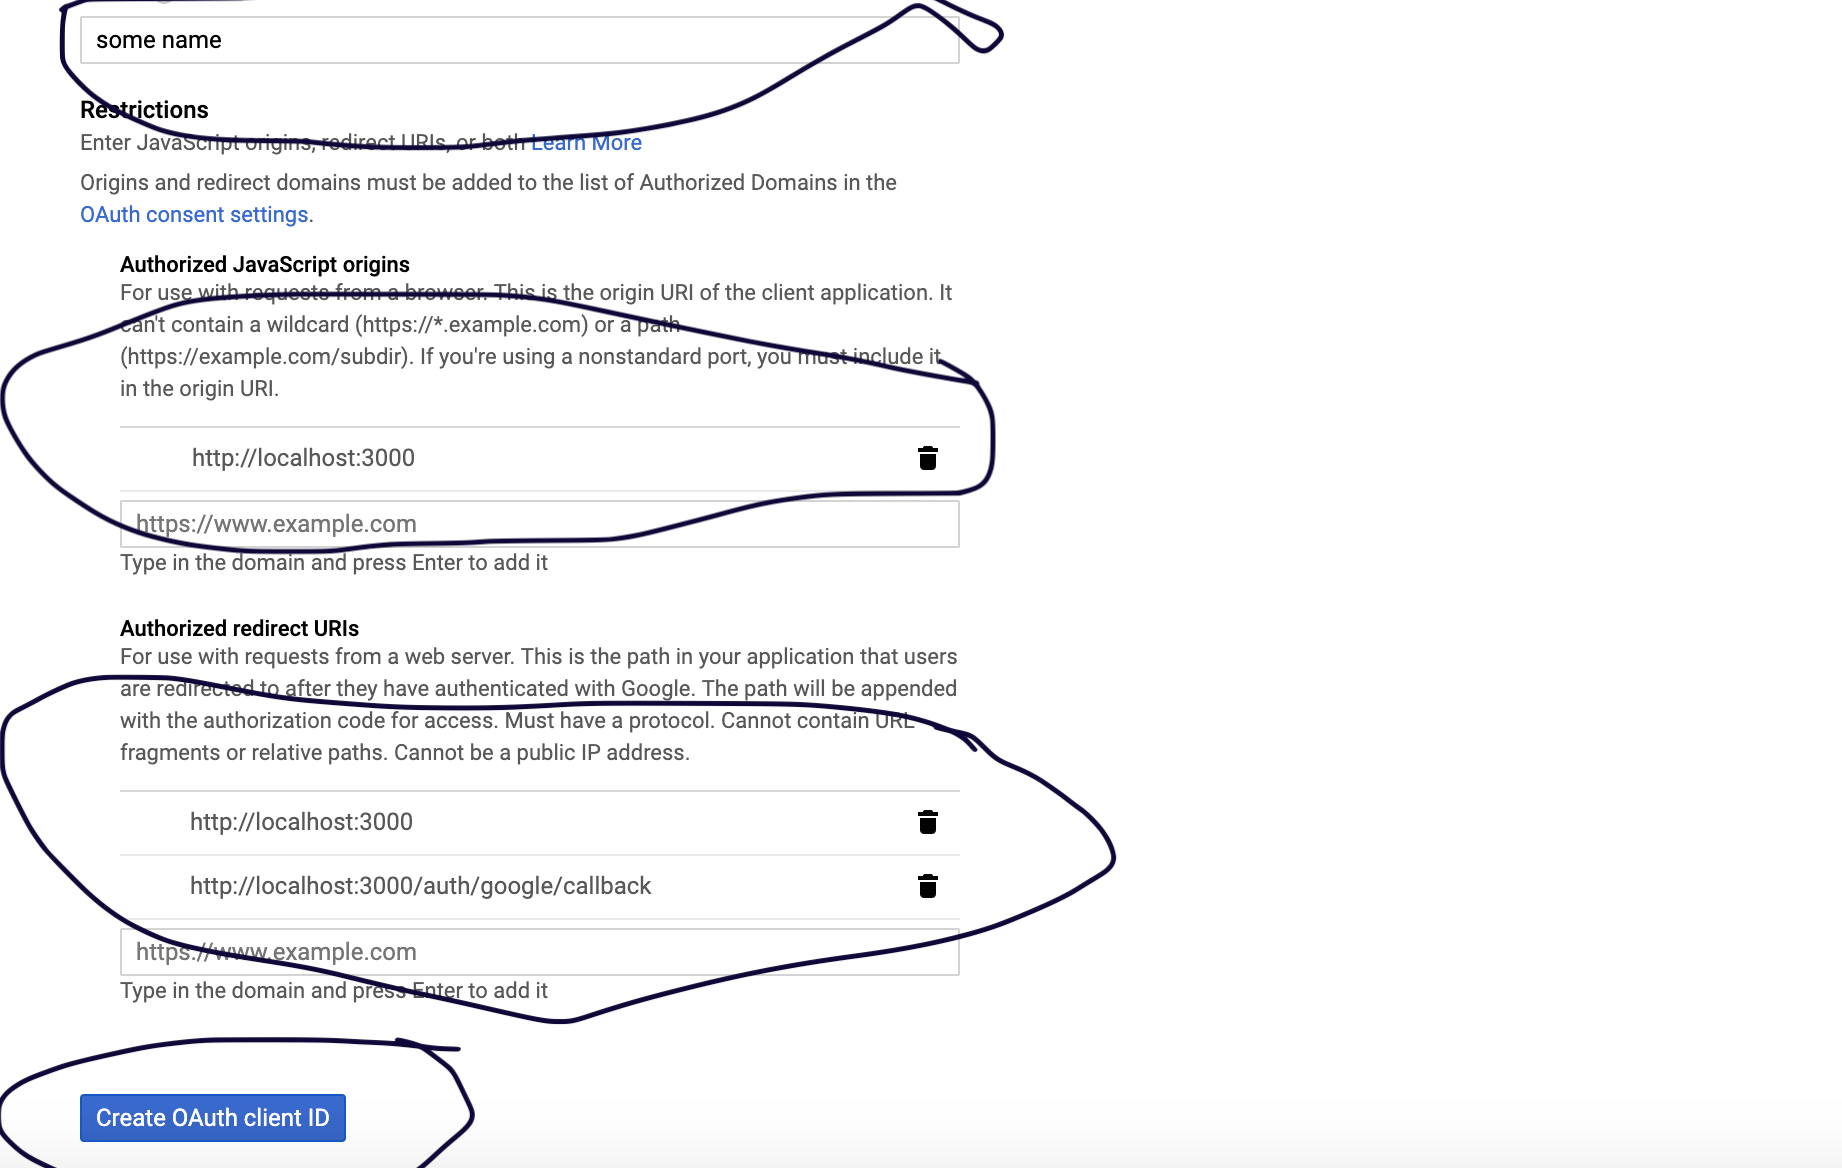 some name
Restrictions
Enter JavaScript origins, redirect URIs, or both Learn More
Origins and redirect domains must be added to the list of Authorized Domains in the
OAuth consent settings.
Authorized JavaScript origins
For use with requests from a browser. This is the origin URI of the client application. It
can't contain a wildcard (https://*.example.com) or a path
(https://example.com/subdir). If you're using a nonstandard port, you must include it
in the origin URI.
http://localhost:3000
https://www.example.com
Type in the domain and press Enter to add it
Authorized redirect URIs
For use with requests from a web server. This is the path in your application that users
are redirected to after they have authenticated with Google. The path will be appended
with the authorization code for access. Must have a protocol. Cannot contain URL
fragments or relative paths. Cannot be a public IP address.
http://localhost:3000
http://localhost:3000/auth/google/callback
https://www.example.com
Type in the domain and press Enter to add it
Create OAuth client ID